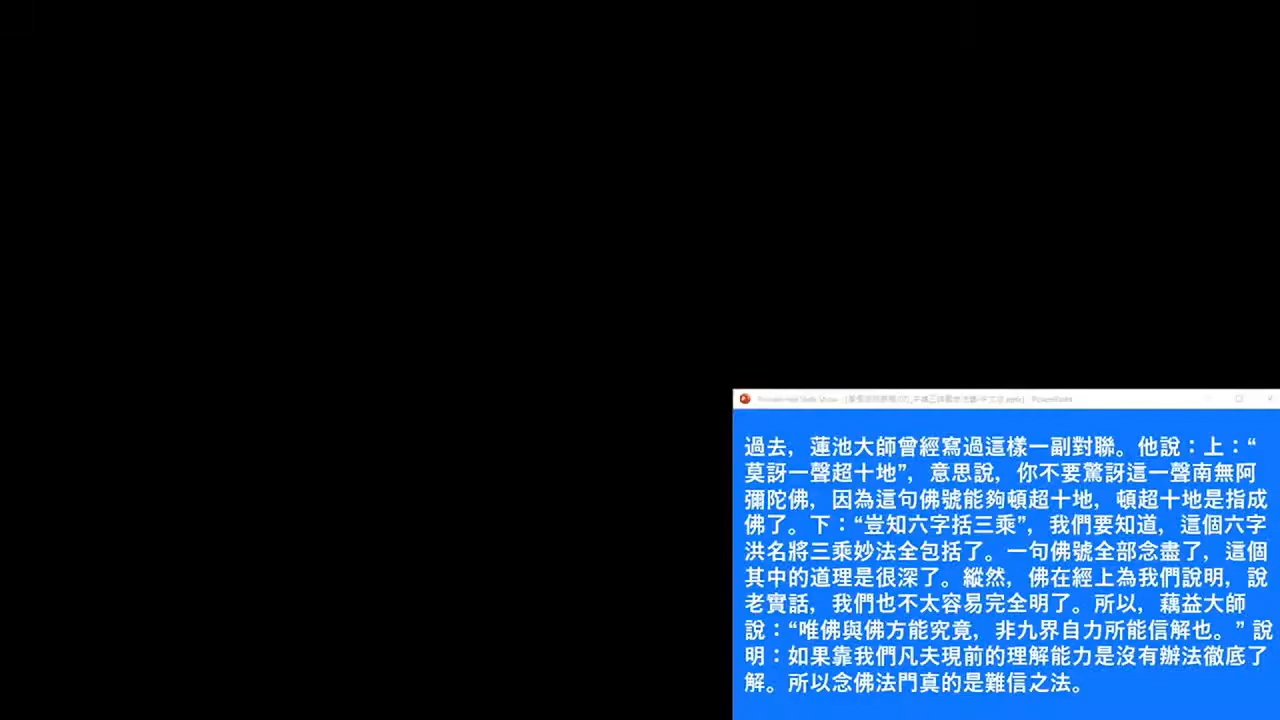 過去，蓮池大師曾經寫過這樣一副對聯。他說：上：“
莫訝一聲超十地”，意思說，你不要驚訝這一聲南無阿
彌陀佛，因為這句佛號能夠頓超十地，頓超十地是指成
佛了。下：“豈知六字括三乘”，我們要知道，這個六字
洪名將三乘妙法全包括了。一句佛號全部念盡了，這個
其中的道理是很深了。縱然，佛在經上為我們說明，說
老實話，我們也不太容易完全明了。所以，藕益大師
說：“唯佛與佛方能究竟，非九界自力所能信解也。” 說
明：如果靠我們凡夫現前的理解能力是沒有辦法徹底了
解。所以念佛法門真的是難信之法。